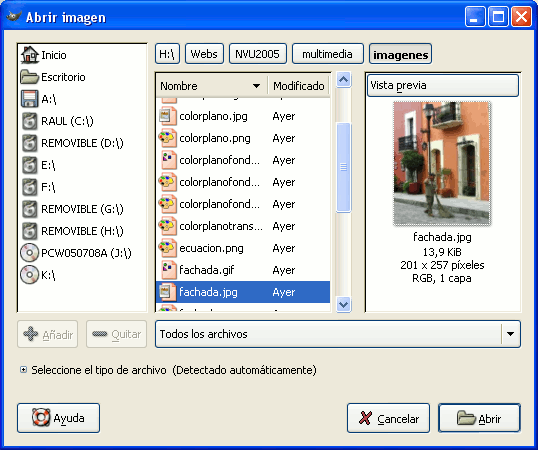 Abrir imagen
Inicio
Escritorio
A:\
RAUL (C:\)
REMOVIBLE (D:\)
E:\
F:\
REMOVIBLE (G:\)
REMOVIBLE (H:\)
PCW050708A (J:\)
K:\
Añadir
Quitar
H:\
Webs
NVU2005
multimedia
imagenes
Nombre
Modificado
colorplano.jpg
Ayer
colorplano.png
Ayer
colorplanofond...
Ayer
colorplanofond...
Ayer
colorplanofond...
Ayer
colorplanotrans...
Ayer
ecuacion.png
Ayer
fachada.gif
Ayer
fachada.jpg
Ayer
Vista previa
fachada.jpg
13,9 KiB
201 x 257 píxeles
RGB, 1 capa
Todos los archivos
Seleccione el tipo de archivo (Detectado automáticamente)
Ayuda
Cancelar
Abrir